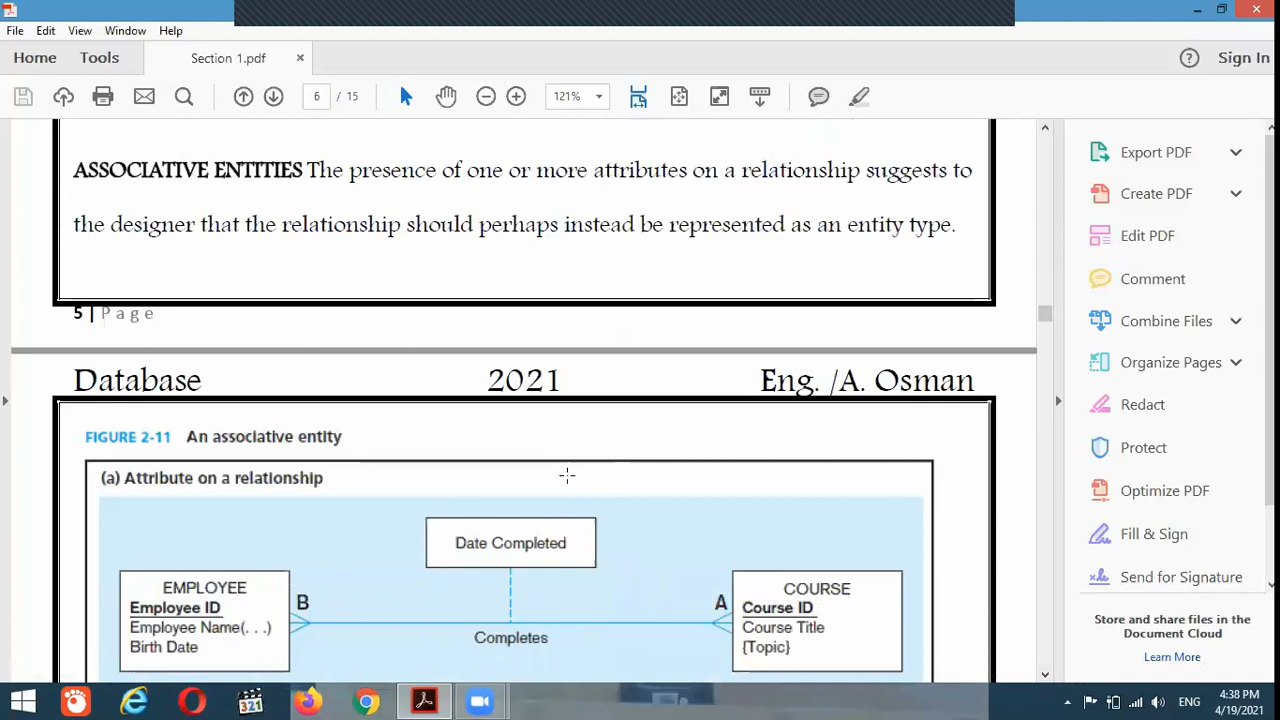 File Edit View Window Help
Home Tools Section 1.pdf × ? Sign In
6 / 15 121%
ASSOCIATIVE ENTITIES The presence of one or more attributes on a relationship suggests to
the designer that the relationship should perhaps instead be represented as an entity type.
5 | Page
Database 2021 Eng. /A. Osman
FIGURE 2-11 An associative entity
(a) Attribute on a relationship
Date Completed
EMPLOYEE
Employee ID
Employee Name(. . .)
Birth Date
B
Completes
A
COURSE
Course ID
Course Title
{Topic}
Export PDF
Create PDF
Edit PDF
Comment
Combine Files
Organize Pages
Redact
Protect
Optimize PDF
Fill & Sign
Send for Signature
Store and share files in the
Document Cloud
Learn More
321
ENG
4:38 PM
4/19/2021